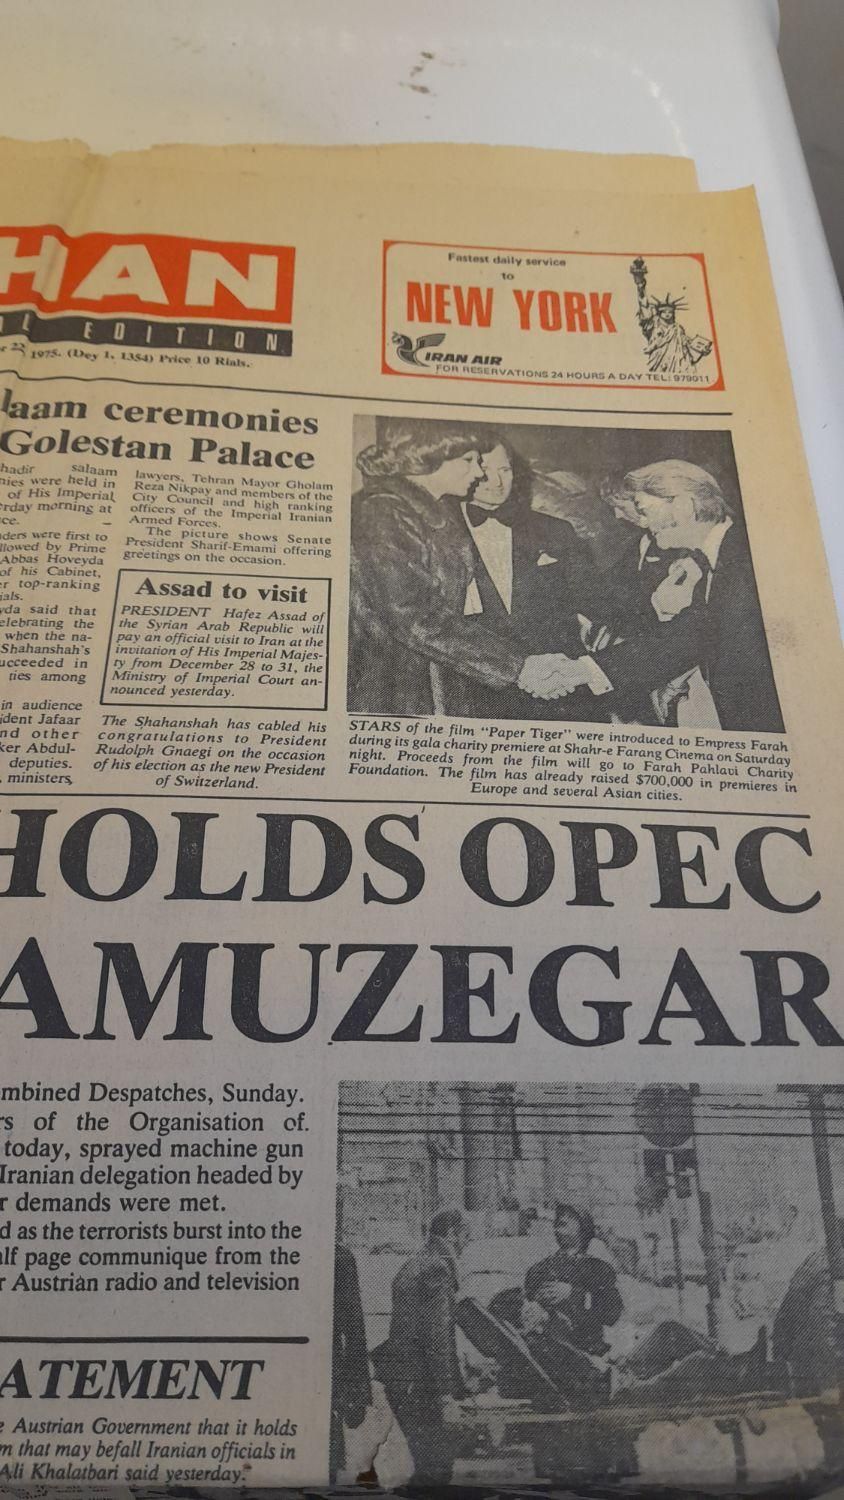 HAN
L EDITION
r 22 1975. (Dey 1, 1354) Price 10 Rials.
Fastest daily service
to
NEW YORK
IRAN AIR
FOR RESERVATIONS 24 HOURS A DAY TEL: 979011
laam ceremonies
Golestan Palace
hadir salaam
nies were held in
of His Imperial
rday morning at
ce.
ders were first to
llowed by Prime
Abbas Hoveyda
of his Cabinet,
r top-ranking
ials.
yda said that
elebrating the
when the na-
Shahanshah's
ucceeded in
ties among
in audience
ident Jafaar
nd other
ker Abdul-
deputies.
ministers,
lawyers, Tehran Mayor Gholam
Reza Nikpay and members of the
City Council and high ranking
officers of the Imperial Iranian
Armed Forces.
The picture shows Senate
President Sharif-Emami offering
greetings on the occasion.
Assad to visit
PRESIDENT Hafez Assad of
the Syrian Arab Republic will
pay an official visit to Iran at the
invitation of His Imperial Majes-
ty from December 28 to 31, the
Ministry of Imperial Court an-
nounced yesterday.
The Shahanshah has cabled his
congratulations to President
Rudolph Gnaegi on the occasion
of his election as the new President
of Switzerland.
STARS of the film "Paper Tiger" were introduced to Empress Farah
during its gala charity premiere at Shahr-e Farang Cinema on Saturday
night. Proceeds from the film will go to Farah Pahlavi Charity
Foundation. The film has already raised $700,000 in premieres in
Europe and several Asian cities.
HOLDS OPEC
AMUZEGAR
mbined Despatches, Sunday.
rs of the Organisation of.
today, sprayed machine gun
Iranian delegation headed by
r demands were met.
d as the terrorists burst into the
alf page communique from the
r Austrian radio and television
ATEMENT
e Austrian Government that it holds
m that may befall Iranian officials in
Ali Khalatbari said yesterday.